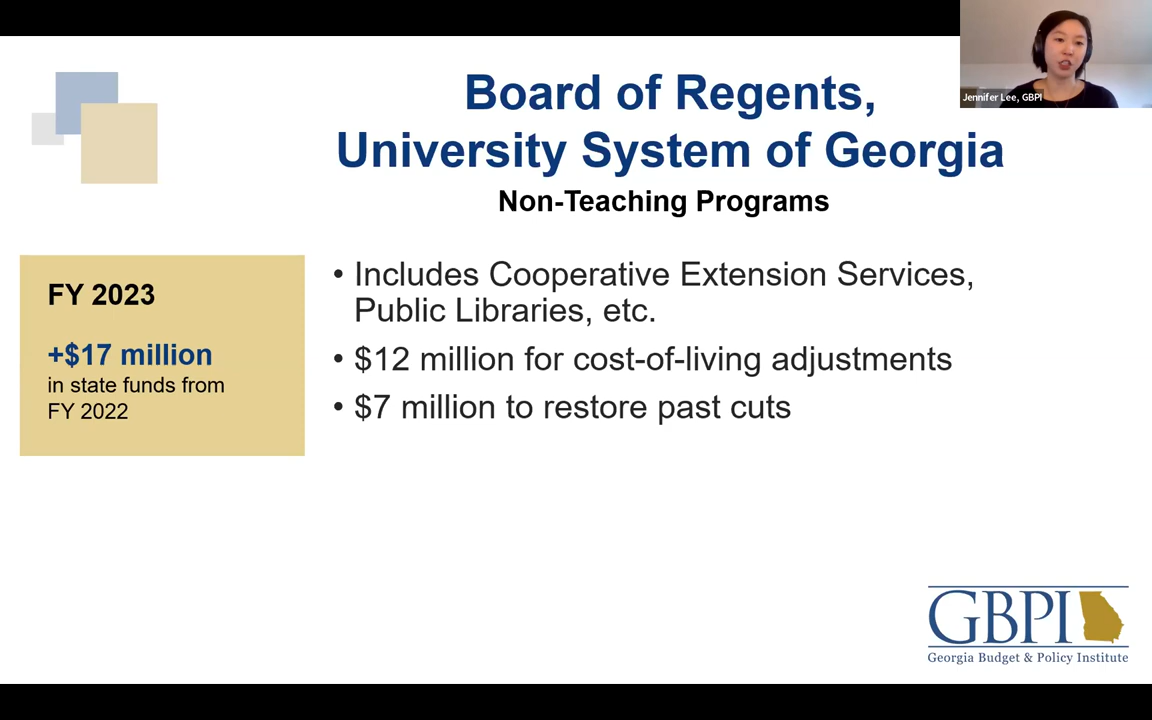 Board of Regents,
University System of Georgia
Non-Teaching Programs
Jennifer Lee, GBPI
FY 2023
+$17 million
in state funds from
FY 2022
• Includes Cooperative Extension Services,
Public Libraries, etc.
• $12 million for cost-of-living adjustments
• $7 million to restore past cuts
GBPI
Georgia Budget & Policy Institute